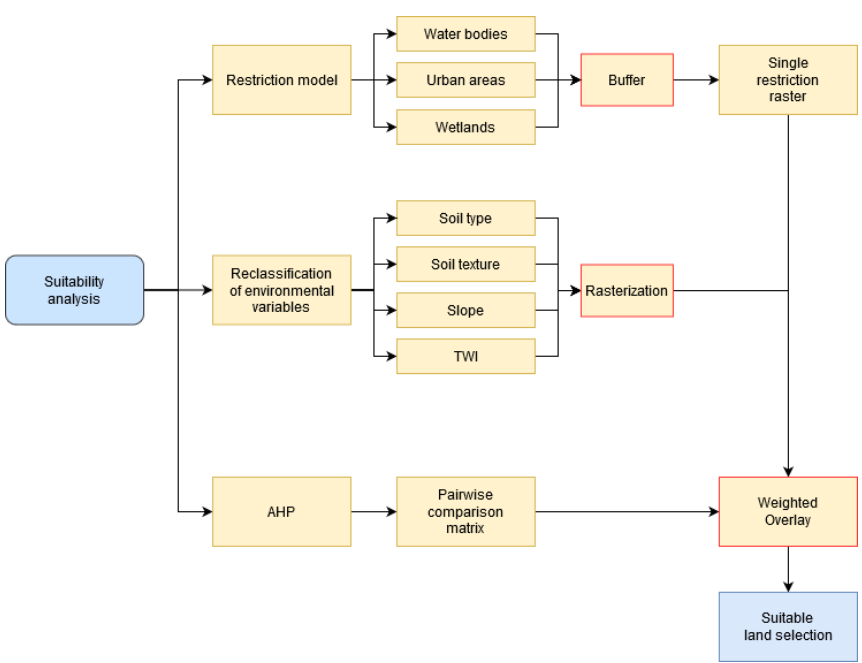 Water bodies
Restriction model
Urban areas
Buffer
Single
restriction
raster
Wetlands
Soil type
Suitability
analysis
Reclassification
of environmental
variables
Soil texture
Rasterization
Slope
TWI
AHP
Pairwise
comparison
matrix
Weighted
Overlay
Suitable
land selection